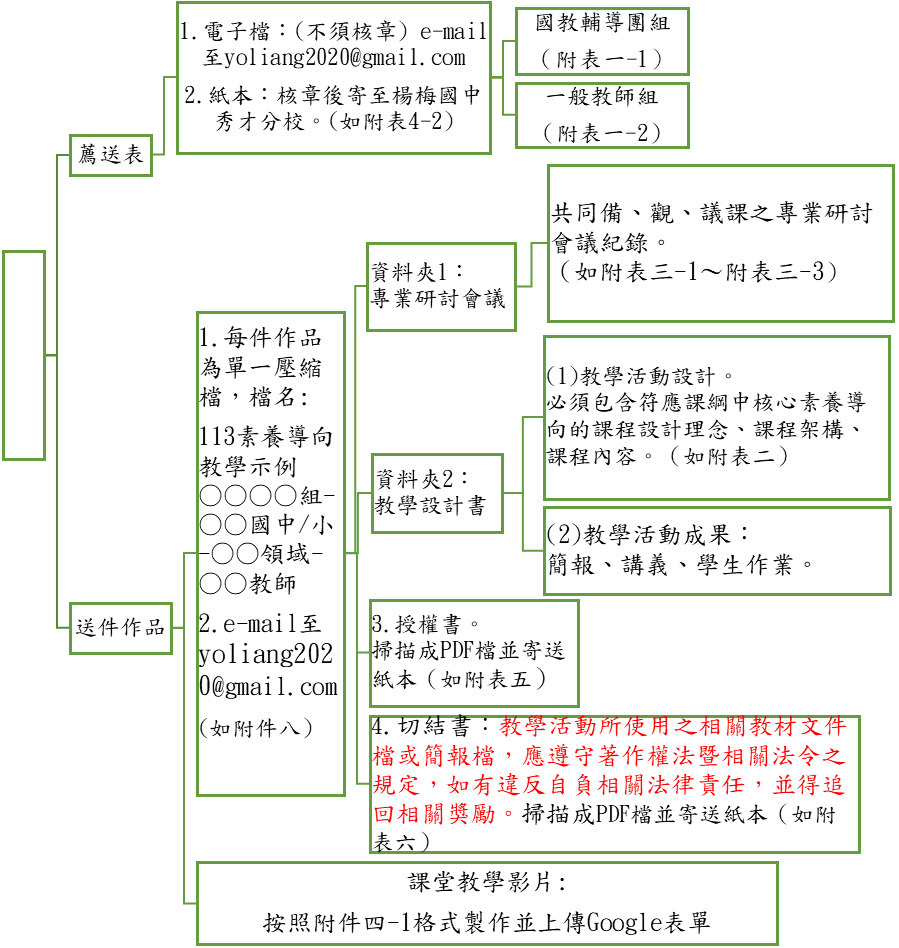 1.電子檔：(不須核章) e-mail
至yoliang2020@gmail.com
2.紙本：核章後寄至楊梅國中
秀才分校。(如附表4-2)
國教輔導團組
（附表一-1）
一般教師組
（附表一-2）
薦送表
共同備、觀、議課之專業研討
會議紀錄。
（如附表三-1～附表三-3）
資料夾1：
專業研討會議
1.每件作品
為單一壓縮
檔，檔名:
113素養導向
教學示例
○○○○組-
○○國中/小
-○○領域-
○○教師
2.e-mail至
yoliang202
0@gmail.com
(如附件八)
(1)教學活動設計。
必須包含符應課綱中核心素養導
向的課程設計理念、課程架構、
課程內容。（如附表二）
資料夾2：
教學設計書
(2)教學活動成果：
簡報、講義、學生作業。
送件作品
3.授權書。
掃描成PDF檔並寄送
紙本（如附表五）
4.切結書：教學活動所使用之相關教材文件
檔或簡報檔，應遵守著作權法暨相關法令之
規定，如有違反自負相關法律責任，並得追
回相關獎勵。掃描成PDF檔並寄送紙本（如附
表六）
課堂教學影片:
按照附件四-1格式製作並上傳Google表單